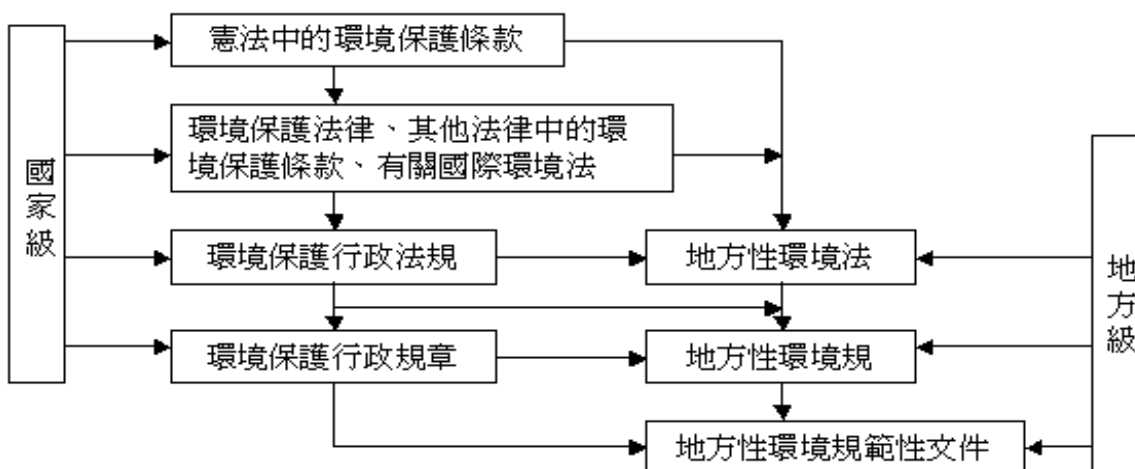 憲法中的環境保護條款
環境保護法律、其他法律中的環
境保護條款、有關國際環境法
國家級
環境保護行政法規
地方性環境法
地方級
環境保護行政規章
地方性環境規
地方性環境規範性文件